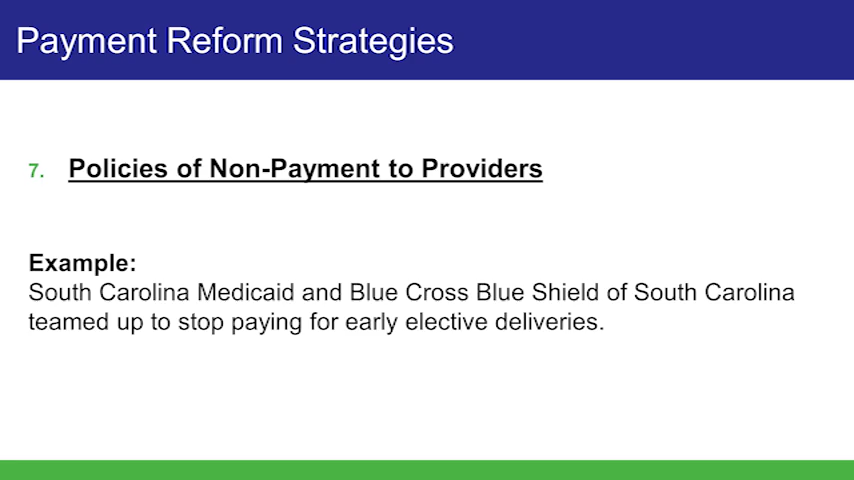 Payment Reform Strategies
7. Policies of Non-Payment to Providers
Example:
South Carolina Medicaid and Blue Cross Blue Shield of South Carolina
teamed up to stop paying for early elective deliveries.